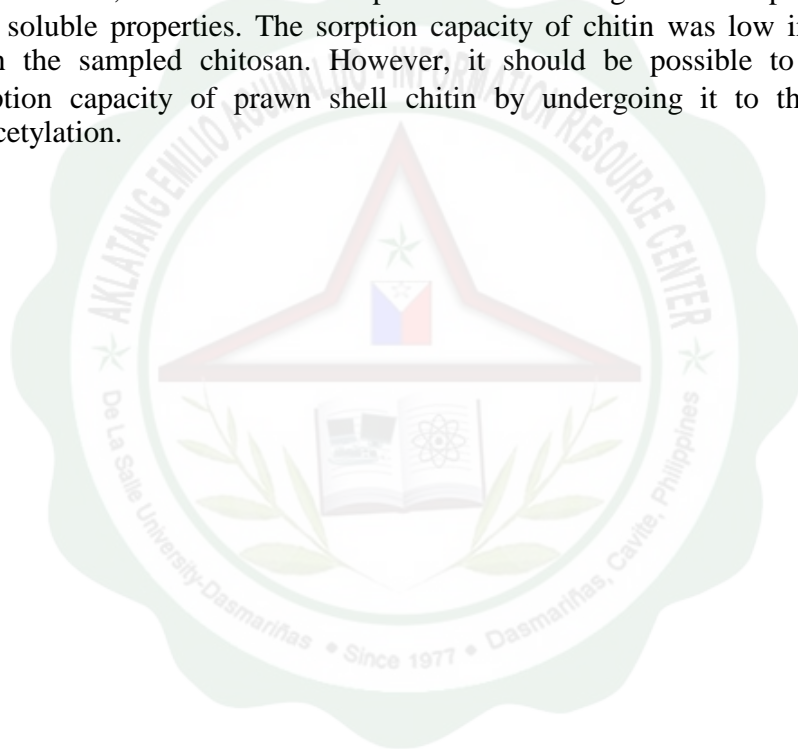 soluble properties. The sorption capacity of chitin was low i
the sampled chitosan. However, it should be possible to
ption capacity of prawn shell chitin by undergoing it to th
cetylation.
AKLATANG EMILIO AGUINALDO - INFORMATION RESOURCE CENTER
De La Salle University-Dasmariñas • Since 1977 • Dasmariñas, Cavite, Philippines